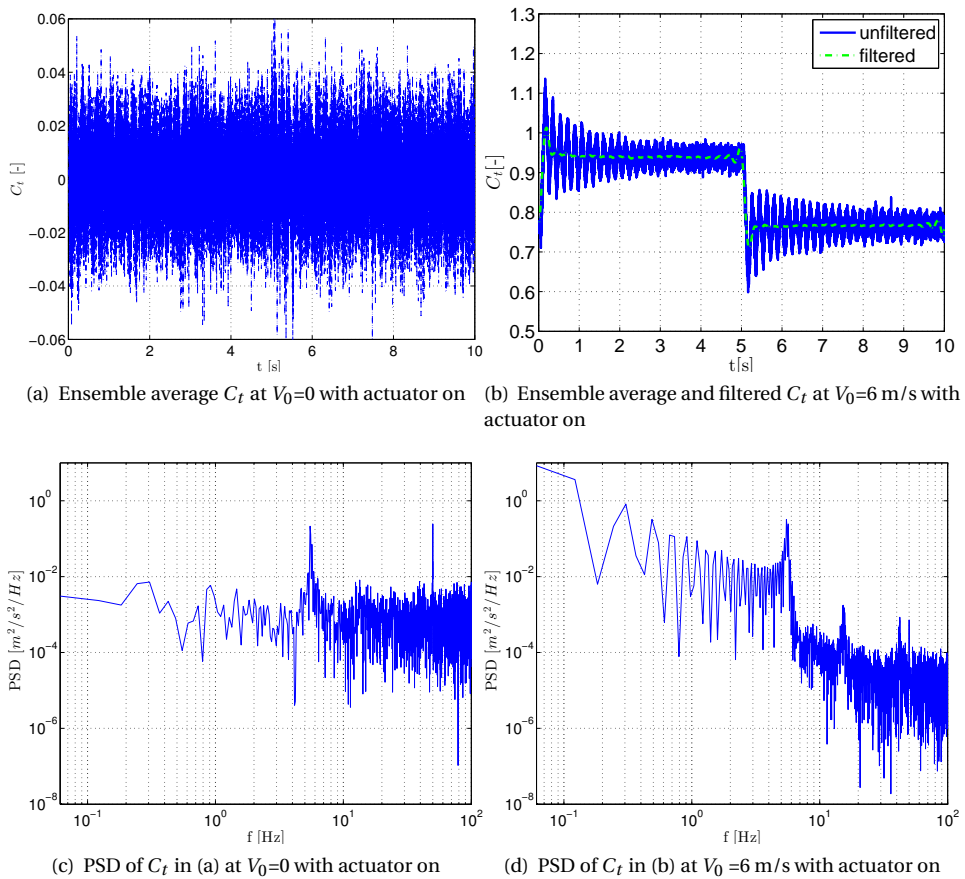 0.06
0.04
0.02
0
−0.02
−0.04
−0.06
C_t [-]
0 2 4 6 8 10
t [s]
(a) Ensemble average C_t at V_0=0 with actuator on
1.3
1.2
1.1
1
0.9
0.8
0.7
0.6
0.5
C_t[-]
unfiltered
filtered
0 1 2 3 4 5 6 7 8 9 10
t[s]
(b) Ensemble average and filtered C_t at V_0=6 m/s with
actuator on
10^0
10^−2
10^−4
10^−6
10^−8
PSD [m^2/s^2/Hz]
10^−1 10^0 10^1 10^2
f [Hz]
(c) PSD of C_t in (a) at V_0=0 with actuator on
10^0
10^−2
10^−4
10^−6
10^−8
PSD [m^2/s^2/Hz]
10^−1 10^0 10^1 10^2
f [Hz]
(d) PSD of C_t in (b) at V_0 =6 m/s with actuator on